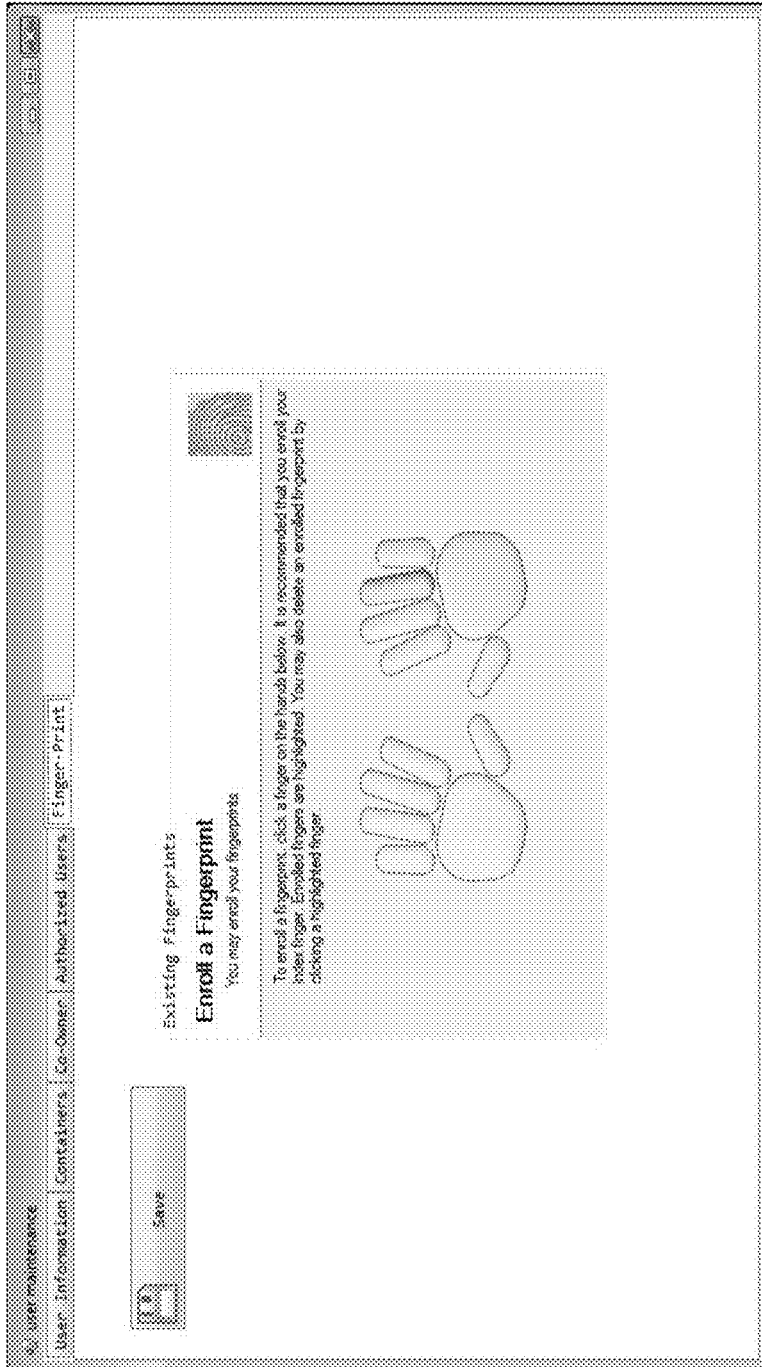 user maintenance
User Information Containers Co-Owner Authorized Users Finger-Print
Save
Existing Fingerprints
Enroll a Fingerprint
You may enroll your fingerprints
To enroll a fingerprint, click a finger on the hands below. It is recommended that you enroll your
index finger. Enrolled fingers are highlighted. You may also delete an enrolled fingerprint by
clicking a highlighted finger.